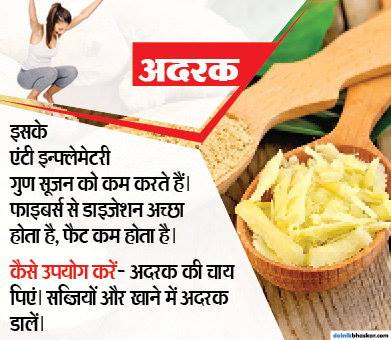 अदरक
इसके
एंटी इन्फ्लेमेटरी
गुण सूजन को कम करते हैं।
फाइबर्स से डाइजेशन अच्छा
होता है, फैट कम होता है।
कैसे उपयोग करें- अदरक की चाय
पिएं। सब्जियों और खाने में अदरक
डालें।
dainikbhaskar.com